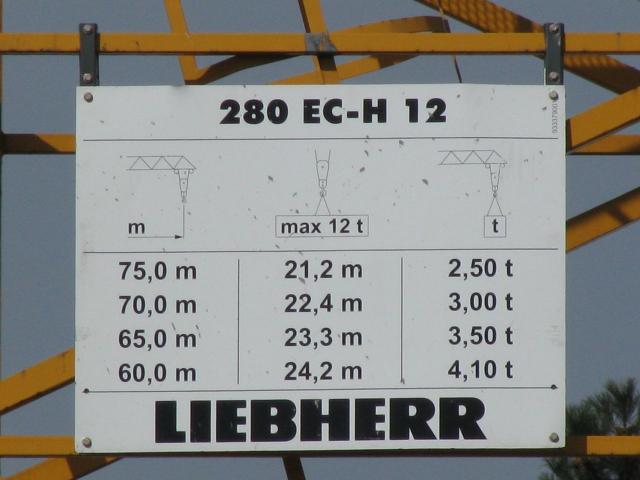 280 EC-H 12
m max 12 t t
75,0 m 21,2 m 2,50 t
70,0 m 22,4 m 3,00 t
65,0 m 23,3 m 3,50 t
60,0 m 24,2 m 4,10 t
LIEBHERR